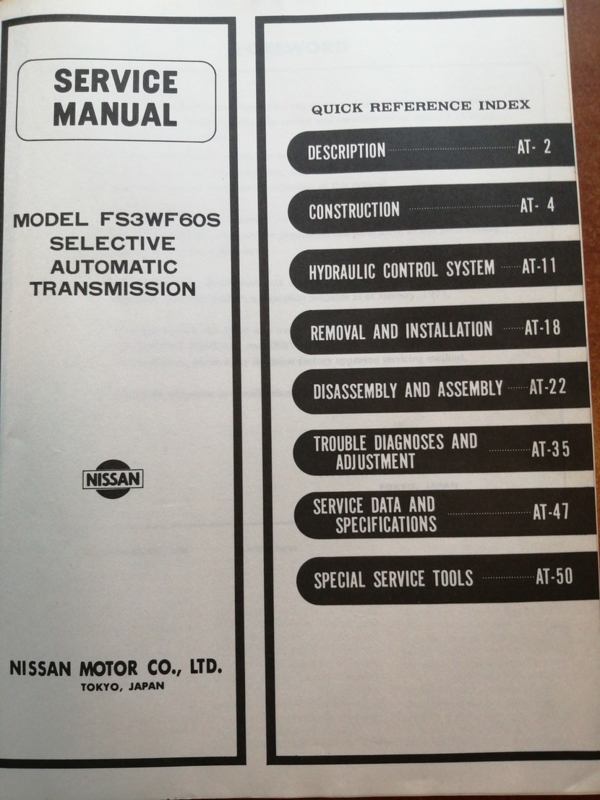 SERVICE
MANUAL
MODEL FS3WF60S
SELECTIVE
AUTOMATIC
TRANSMISSION
NISSAN
NISSAN MOTOR CO., LTD.
TOKYO, JAPAN
QUICK REFERENCE INDEX
DESCRIPTION AT- 2
CONSTRUCTION AT- 4
HYDRAULIC CONTROL SYSTEM AT-11
REMOVAL AND INSTALLATION AT-18
DISASSEMBLY AND ASSEMBLY AT-22
TROUBLE DIAGNOSES AND
ADJUSTMENT AT-35
SERVICE DATA AND
SPECIFICATIONS AT-47
SPECIAL SERVICE TOOLS AT-50